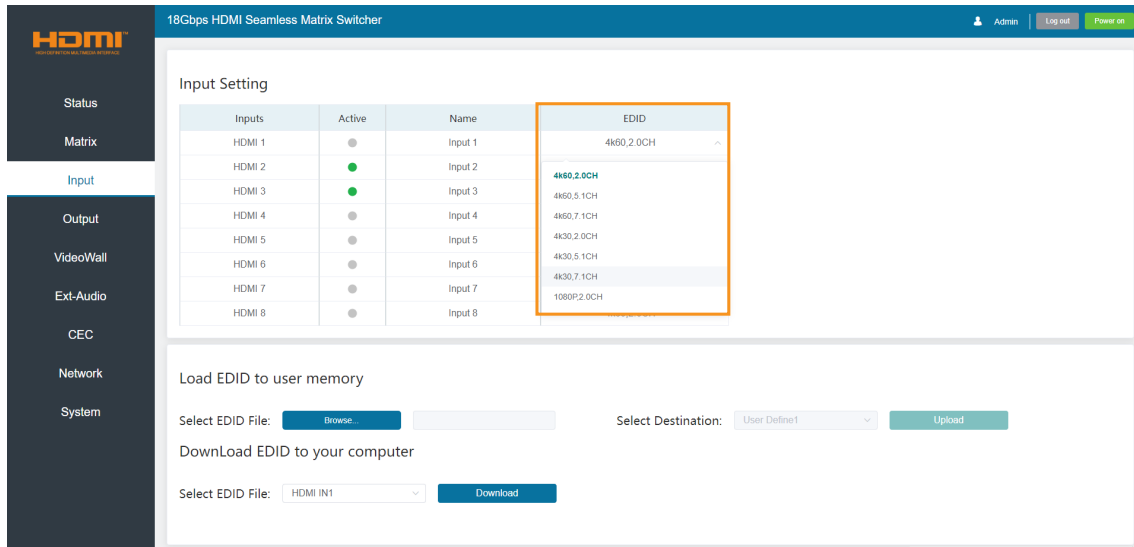 HDMI™
HIGH-DEFINITION MULTIMEDIA INTERFACE
18Gbps HDMI Seamless Matrix Switcher
Admin
Log out
Power on
Status
Matrix
Input
Output
VideoWall
Ext-Audio
CEC
Network
System
Input Setting
Inputs Active Name EDID
HDMI 1 Input 1 4k60,2.0CH
HDMI 2 Input 2
HDMI 3 Input 3
HDMI 4 Input 4
HDMI 5 Input 5
HDMI 6 Input 6
HDMI 7 Input 7
HDMI 8 Input 8
4k60,2.0CH
4k60,5.1CH
4k60,7.1CH
4k30,2.0CH
4k30,5.1CH
4k30,7.1CH
1080P,2.0CH
Load EDID to user memory
Select EDID File: Browse... Select Destination: User Define1 Upload
DownLoad EDID to your computer
Select EDID File: HDMI IN1 Download